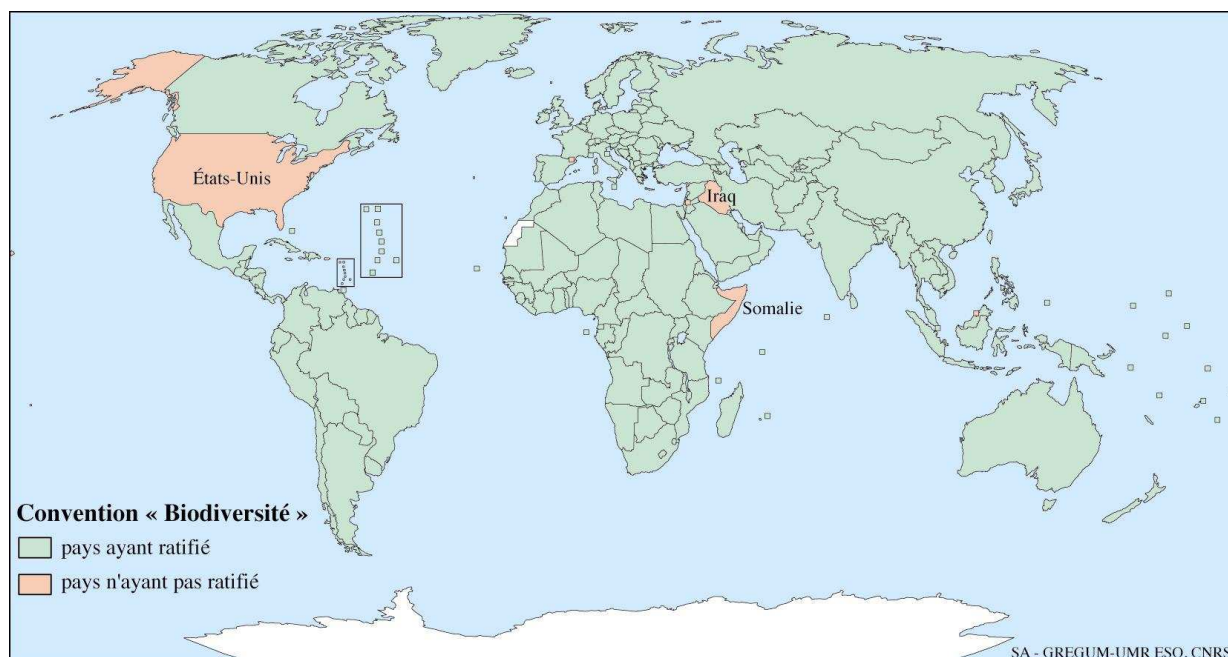 États-Unis
Iraq
Somalie
Convention « Biodiversité »
pays ayant ratifié
pays n'ayant pas ratifié
SA - GREGUM-UMR ESO, CNRS